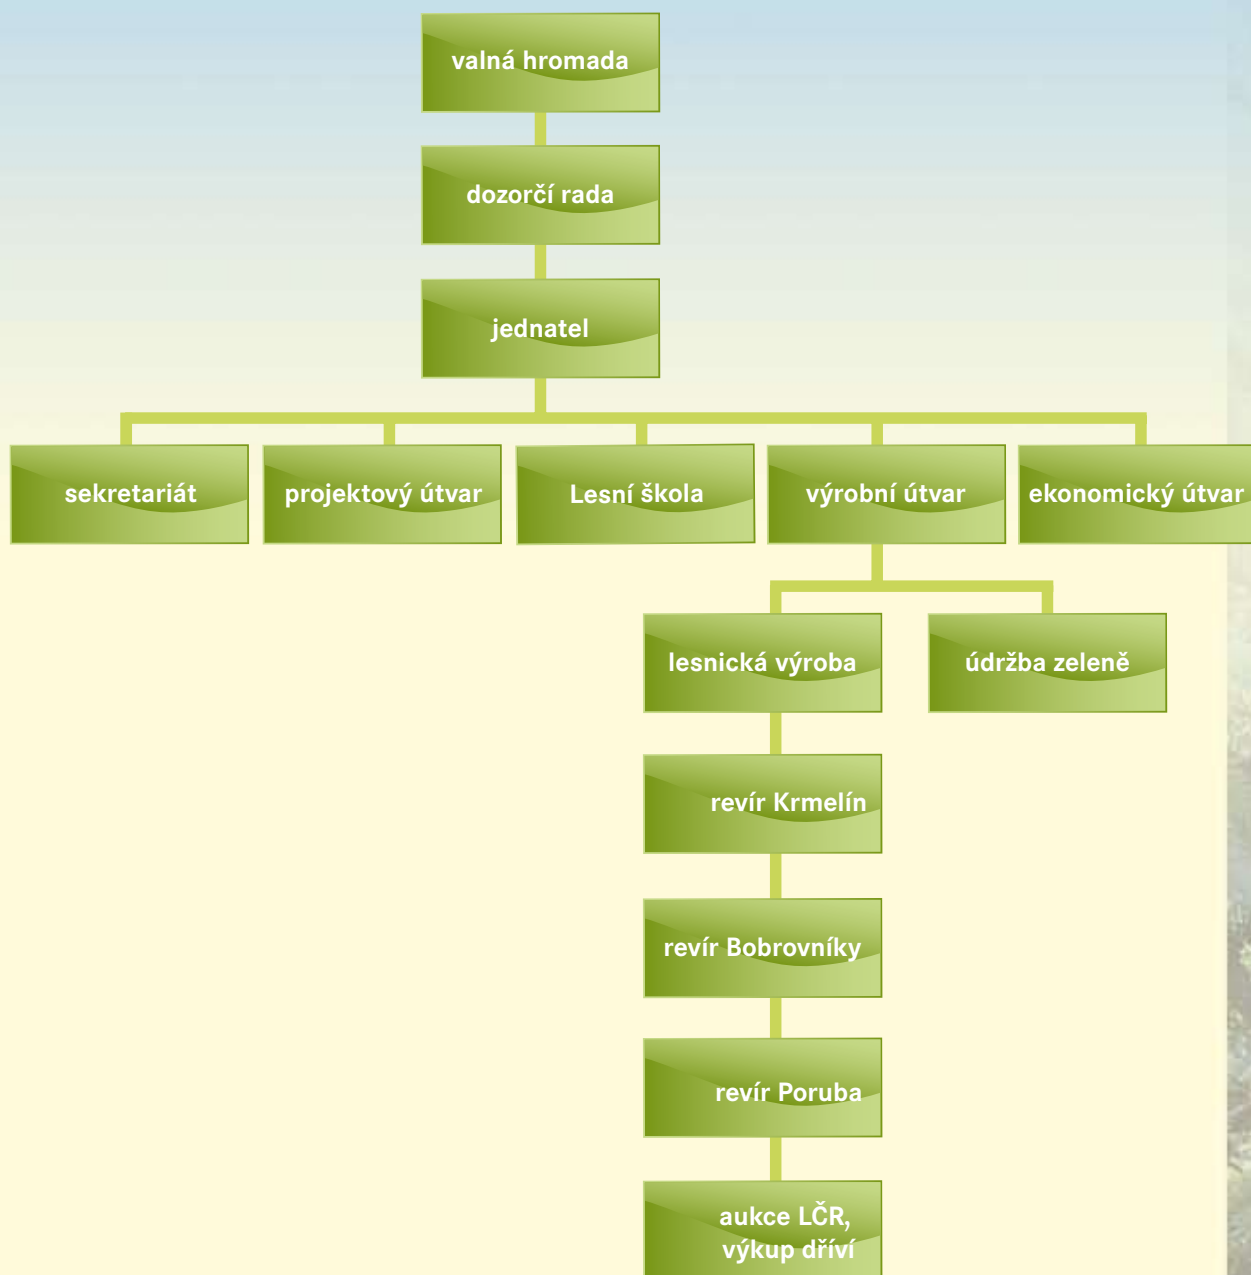 valná hromada
dozorčí rada
jednatel
sekretariát
projektový útvar
Lesní škola
výrobní útvar
ekonomický útvar
lesnická výroba
údržba zeleně
revír Krmelín
revír Bobrovníky
revír Poruba
aukce LČR,
výkup dříví